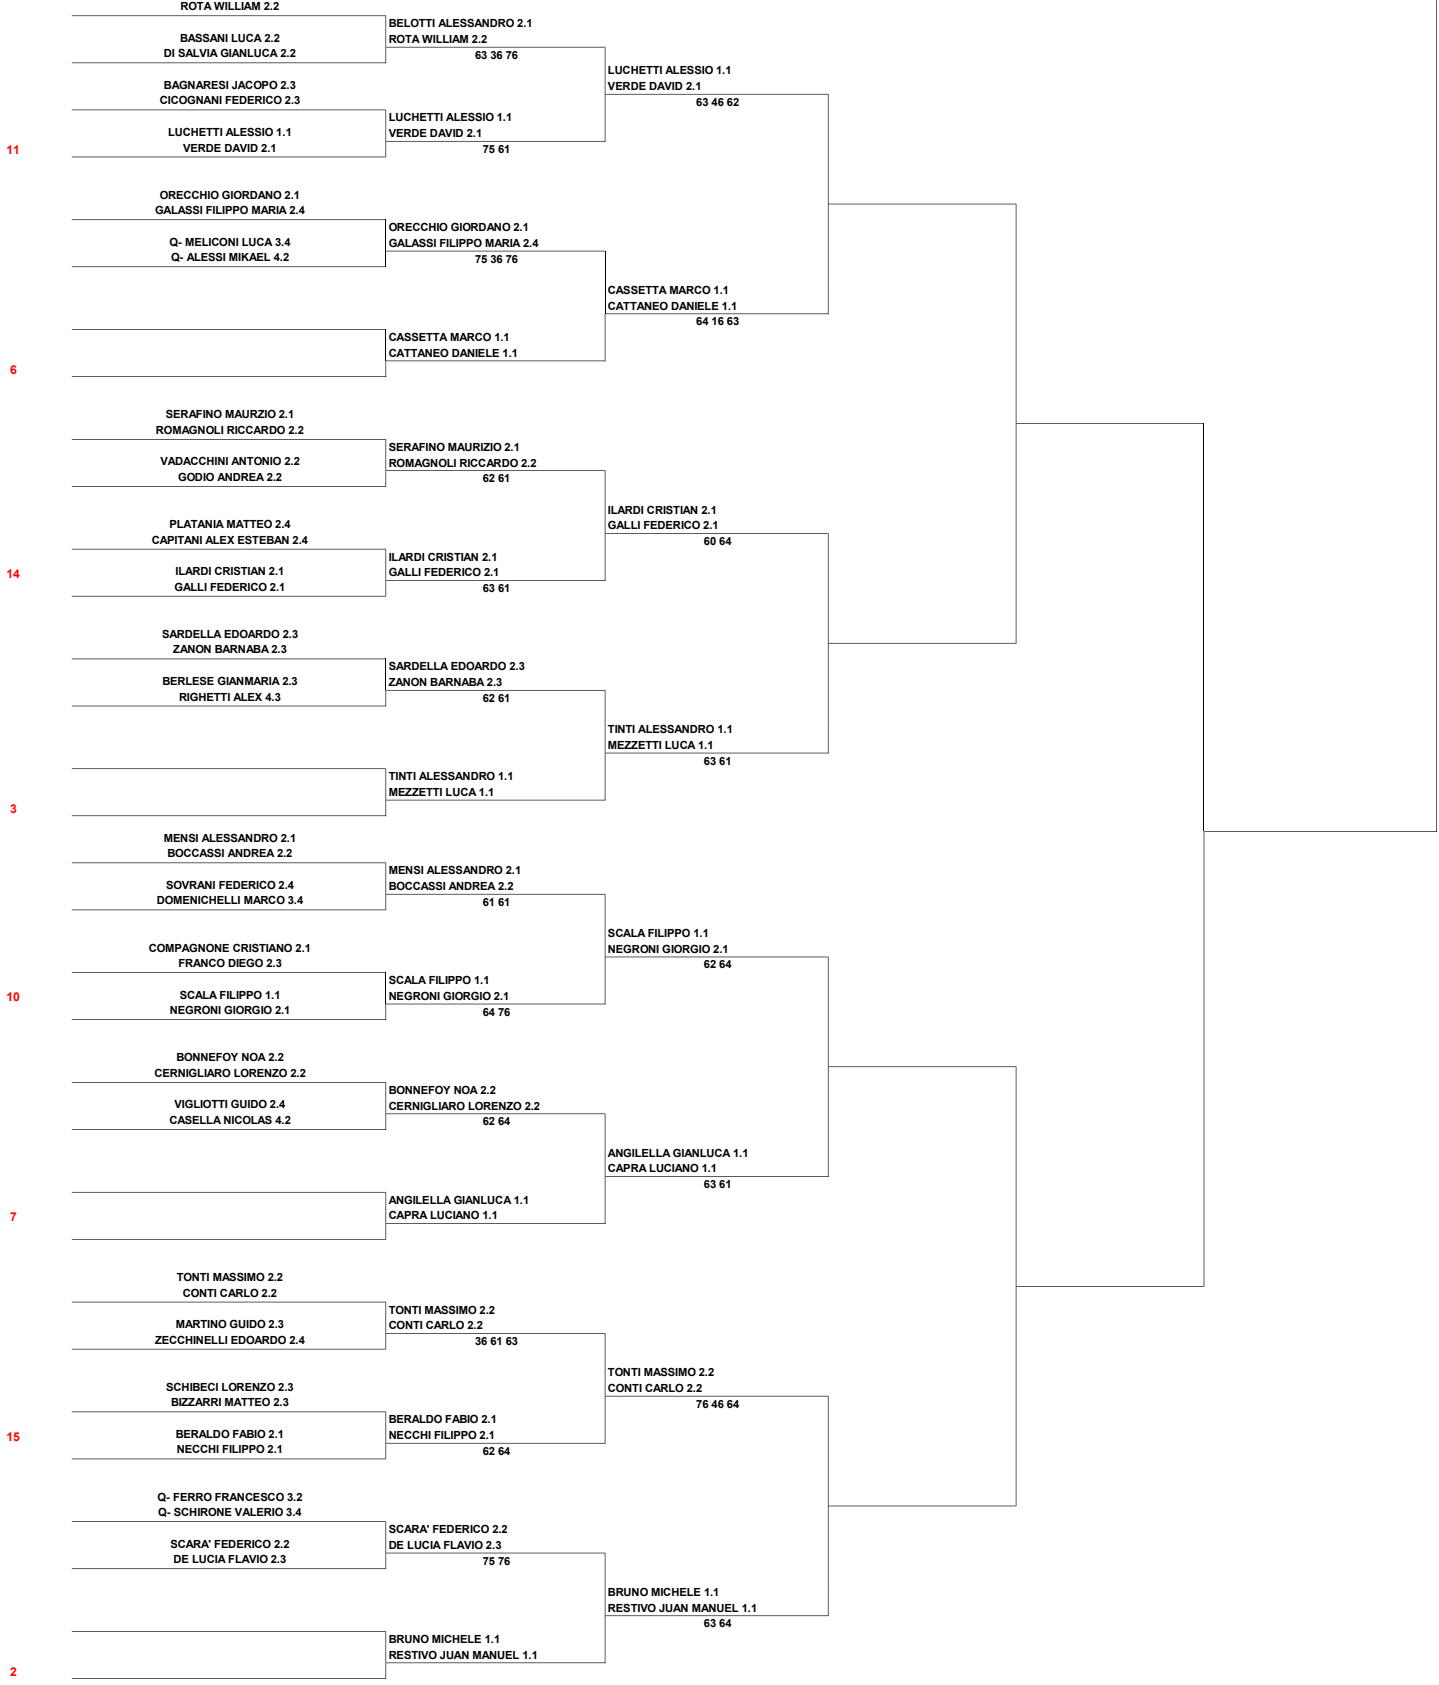 ROTA WILLIAM 2.2
BELOTTI ALESSANDRO 2.1
BASSANI LUCA 2.2
ROTA WILLIAM 2.2
DI SALVIA GIANLUCA 2.2
63 36 76
LUCHETTI ALESSIO 1.1
BAGNARESI JACOPO 2.3
VERDE DAVID 2.1
CICOGNANI FEDERICO 2.3
63 46 62
LUCHETTI ALESSIO 1.1
LUCHETTI ALESSIO 1.1
VERDE DAVID 2.1
11
VERDE DAVID 2.1
75 61
ORECCHIO GIORDANO 2.1
GALASSI FILIPPO MARIA 2.4
ORECCHIO GIORDANO 2.1
Q- MELICONI LUCA 3.4
GALASSI FILIPPO MARIA 2.4
Q- ALESSI MIKAEL 4.2
75 36 76
CASSETTA MARCO 1.1
CATTANEO DANIELE 1.1
64 16 63
CASSETTA MARCO 1.1
CATTANEO DANIELE 1.1
6
SERAFINO MAURZIO 2.1
ROMAGNOLI RICCARDO 2.2
SERAFINO MAURIZIO 2.1
VADACCHINI ANTONIO 2.2
ROMAGNOLI RICCARDO 2.2
GODIO ANDREA 2.2
62 61
ILARDI CRISTIAN 2.1
PLATANIA MATTEO 2.4
GALLI FEDERICO 2.1
CAPITANI ALEX ESTEBAN 2.4
60 64
ILARDI CRISTIAN 2.1
14
ILARDI CRISTIAN 2.1
GALLI FEDERICO 2.1
GALLI FEDERICO 2.1
63 61
SARDELLA EDOARDO 2.3
ZANON BARNABA 2.3
SARDELLA EDOARDO 2.3
BERLESE GIANMARIA 2.3
ZANON BARNABA 2.3
RIGHETTI ALEX 4.3
62 61
TINTI ALESSANDRO 1.1
MEZZETTI LUCA 1.1
63 61
TINTI ALESSANDRO 1.1
MEZZETTI LUCA 1.1
3
MENSI ALESSANDRO 2.1
BOCCASSI ANDREA 2.2
MENSI ALESSANDRO 2.1
SOVRANI FEDERICO 2.4
BOCCASSI ANDREA 2.2
DOMENICHELLI MARCO 3.4
61 61
SCALA FILIPPO 1.1
COMPAGNONE CRISTIANO 2.1
NEGRONI GIORGIO 2.1
FRANCO DIEGO 2.3
62 64
SCALA FILIPPO 1.1
10
SCALA FILIPPO 1.1
NEGRONI GIORGIO 2.1
NEGRONI GIORGIO 2.1
64 76
BONNEFOY NOA 2.2
CERNIGLIARO LORENZO 2.2
BONNEFOY NOA 2.2
VIGLIOTTI GUIDO 2.4
CERNIGLIARO LORENZO 2.2
CASELLA NICOLAS 4.2
62 64
ANGILELLA GIANLUCA 1.1
CAPRA LUCIANO 1.1
63 61
ANGILELLA GIANLUCA 1.1
CAPRA LUCIANO 1.1
7
TONTI MASSIMO 2.2
CONTI CARLO 2.2
TONTI MASSIMO 2.2
MARTINO GUIDO 2.3
CONTI CARLO 2.2
ZECCHINELLI EDOARDO 2.4
36 61 63
TONTI MASSIMO 2.2
SCHIBECI LORENZO 2.3
CONTI CARLO 2.2
BIZZARRI MATTEO 2.3
76 46 64
BERALDO FABIO 2.1
15
BERALDO FABIO 2.1
NECCHI FILIPPO 2.1
NECCHI FILIPPO 2.1
62 64
Q- FERRO FRANCESCO 3.2
Q- SCHIRONE VALERIO 3.4
SCARA' FEDERICO 2.2
SCARA' FEDERICO 2.2
DE LUCIA FLAVIO 2.3
DE LUCIA FLAVIO 2.3
75 76
BRUNO MICHELE 1.1
RESTIVO JUAN MANUEL 1.1
63 64
BRUNO MICHELE 1.1
RESTIVO JUAN MANUEL 1.1
2